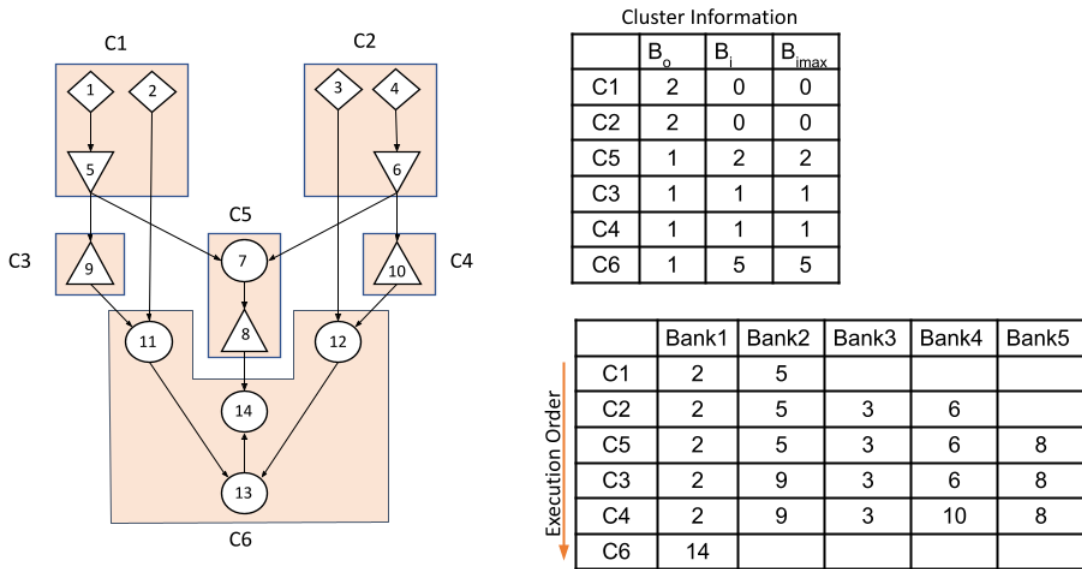 C1
C2
1
2
3
4
5
6
C5
C3
9
7
10
C4
8
11
12
14
13
C6
Cluster Information
Bo Bi Bimax
C1 2 0 0
C2 2 0 0
C5 1 2 2
C3 1 1 1
C4 1 1 1
C6 1 5 5
Execution Order
Bank1 Bank2 Bank3 Bank4 Bank5
C1 2 5
C2 2 5 3 6
C5 2 5 3 6 8
C3 2 9 3 6 8
C4 2 9 3 10 8
C6 14